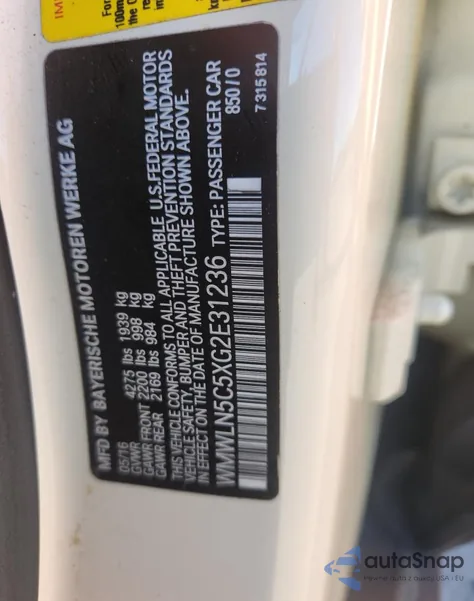 MFD BY BAYERISCHE MOTOREN WERKE AG
05/16
GVWR 4275 lbs 1939 kg
GAWR FRONT 2200 lbs 998 kg
GAWR REAR 2169 lbs 984 kg
THIS VEHICLE CONFORMS TO ALL APPLICABLE U.S.FEDERAL MOTOR
VEHICLE SAFETY, BUMPER AND THEFT PREVENTION STANDARDS
IN EFFECT ON THE DATE OF MANUFACTURE SHOWN ABOVE.
WMWLN5C5XG2E31236 TYPE: PASSENGER CAR
850/0
7315814
autoSnap